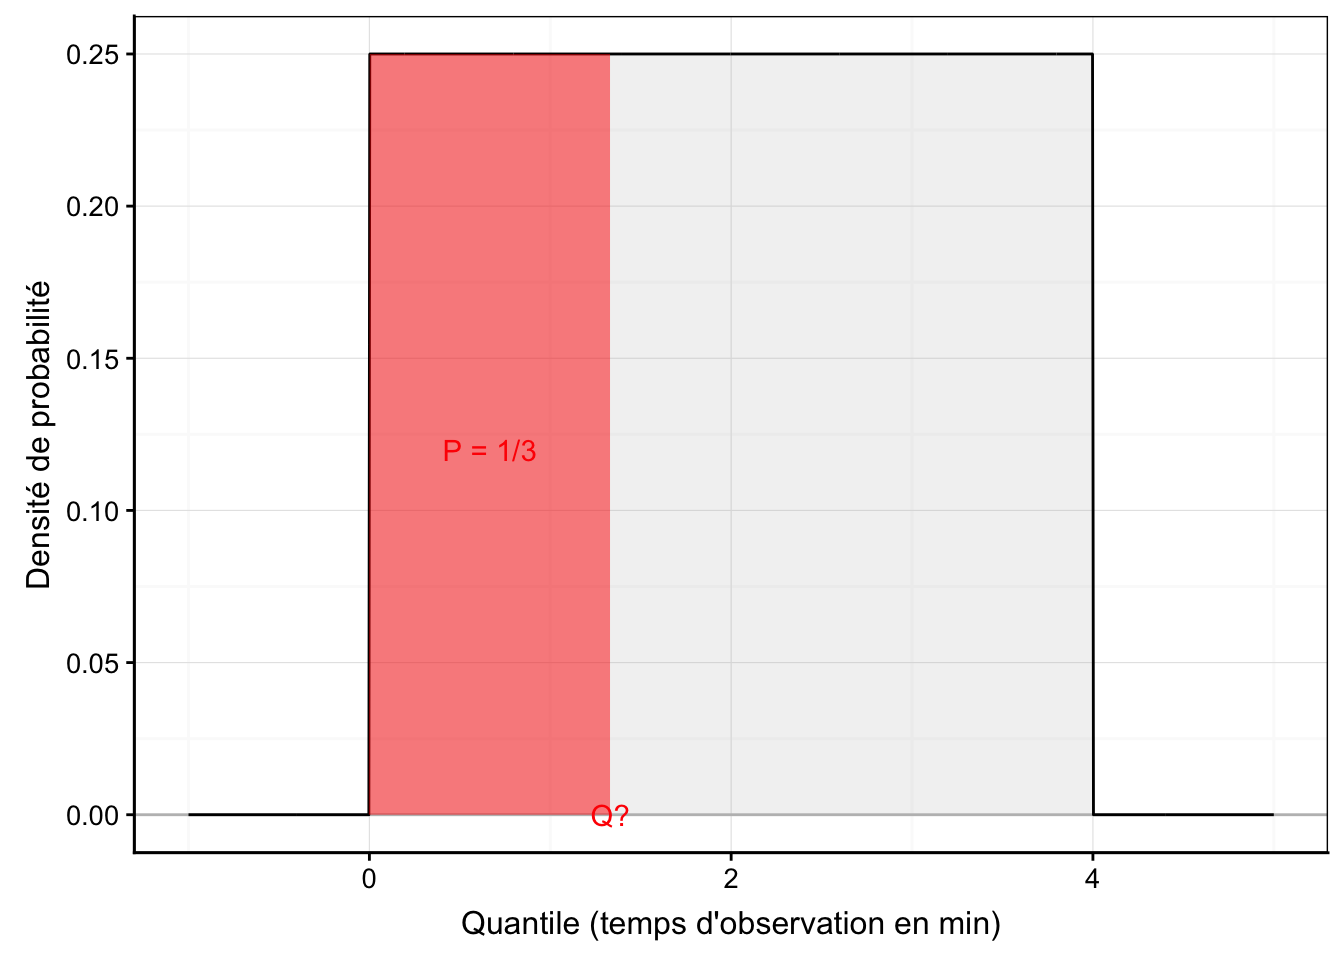 0.25
0.20
0.15
0.10
0.05
0.00
Densité de probabilité
P = 1/3
Q?
0 2 4
Quantile (temps d'observation en min)